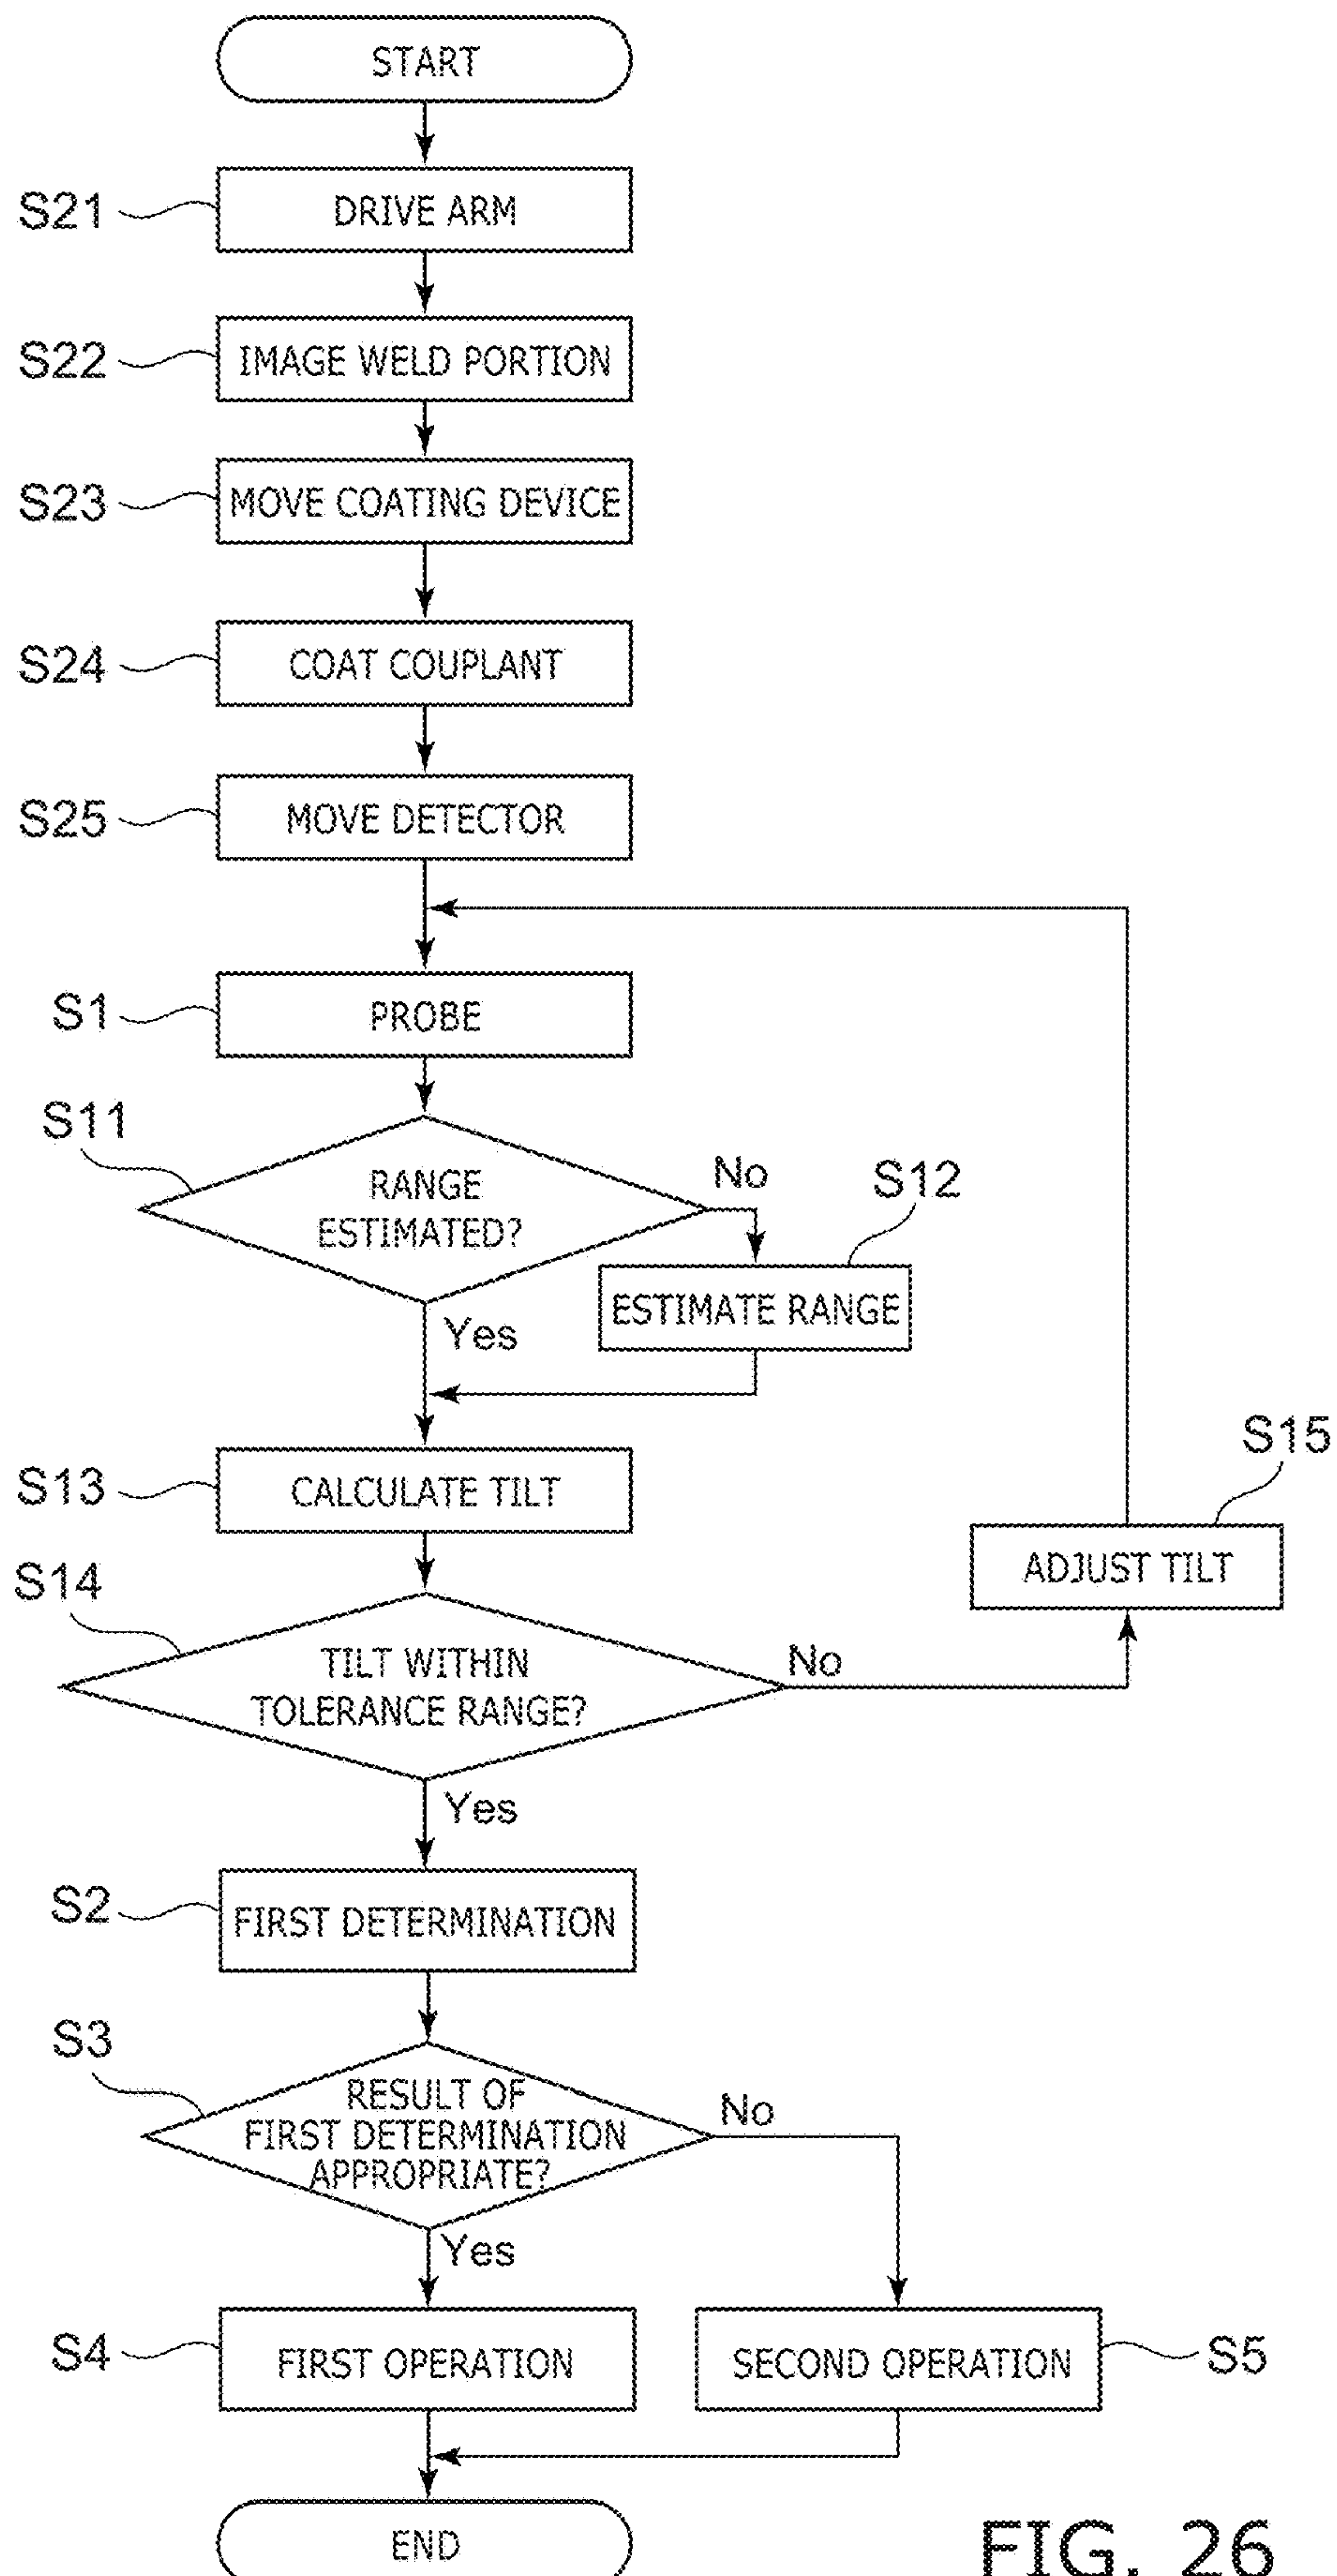 START
S21
DRIVE ARM
S22
IMAGE WELD PORTION
S23
MOVE COATING DEVICE
S24
COAT COUPLANT
S25
MOVE DETECTOR
S1
PROBE
S11
RANGE
ESTIMATED?
No
S12
ESTIMATE RANGE
Yes
S13
CALCULATE TILT
S15
ADJUST TILT
S14
TILT WITHIN
TOLERANCE RANGE?
No
Yes
S2
FIRST DETERMINATION
S3
RESULT OF
FIRST DETERMINATION
APPROPRIATE?
No
Yes
S4
FIRST OPERATION
SECOND OPERATION
S5
END
FIG. 26